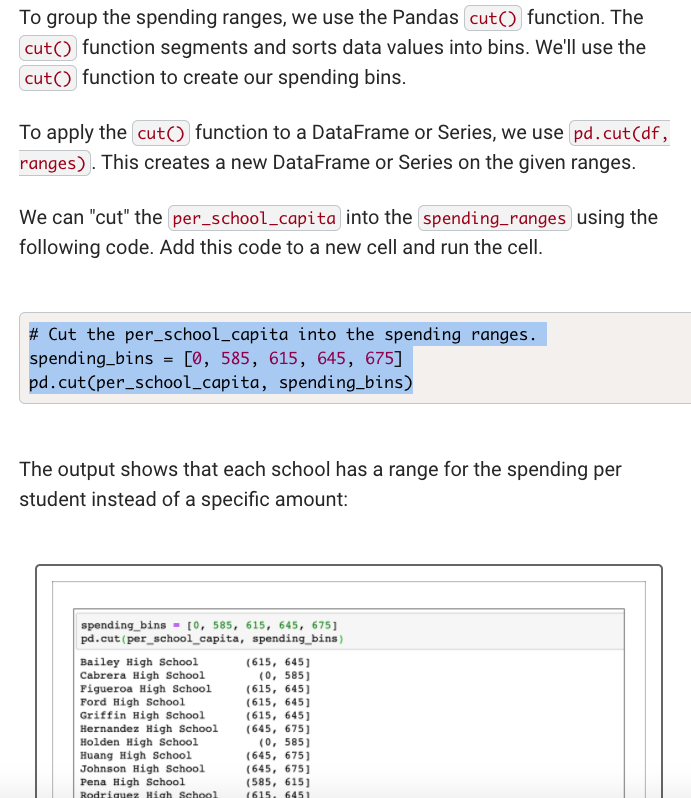 To group the spending ranges, we use the Pandas cut() function. The
cut() function segments and sorts data values into bins. We'll use the
cut() function to create our spending bins.
To apply the cut() function to a DataFrame or Series, we use pd.cut(df,
ranges). This creates a new DataFrame or Series on the given ranges.
We can "cut" the per_school_capita into the spending_ranges using the
following code. Add this code to a new cell and run the cell.
# Cut the per_school_capita into the spending ranges.
spending_bins = [0, 585, 615, 645, 675]
pd.cut(per_school_capita, spending_bins)
The output shows that each school has a range for the spending per
student instead of a specific amount:
spending_bins = [0, 585, 615, 645, 675]
pd.cut(per_school_capita, spending_bins)
Bailey High School (615, 645]
Cabrera High School (0, 585]
Figueroa High School (615, 645]
Ford High School (615, 645]
Griffin High School (615, 645]
Hernandez High School (645, 675]
Holden High School (0, 585]
Huang High School (645, 675]
Johnson High School (645, 675]
Pena High School (585, 615]
Rodriguez High School (615, 645]